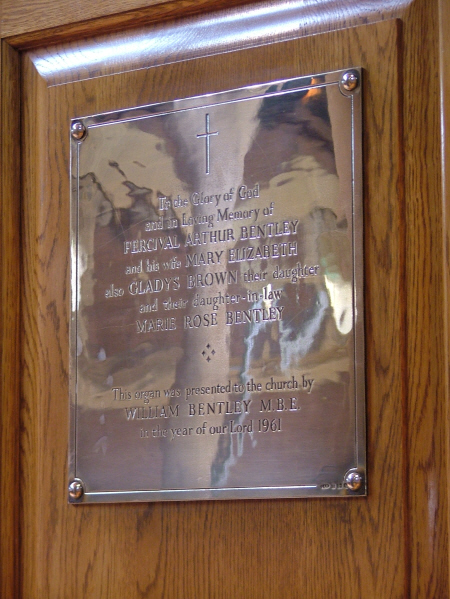 To the Glory of God
and in Loving Memory of
PERCIVAL ARTHUR BENTLEY
and his wife MARY ELIZABETH
also GLADYS BROWN their daughter
and their daughter-in-law
MARIE ROSE BENTLEY
This organ was presented to the church by
WILLIAM BENTLEY M.B.E.
in the year of our Lord 1961